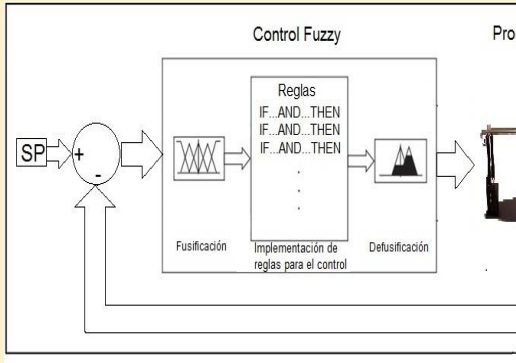 Control Fuzzy
Pro
Reglas
IF...AND...THEN
IF...AND...THEN
IF...AND...THEN
.
.
.
SP
+
-
Fusificación
Implementación de
reglas para el control
Defusificación